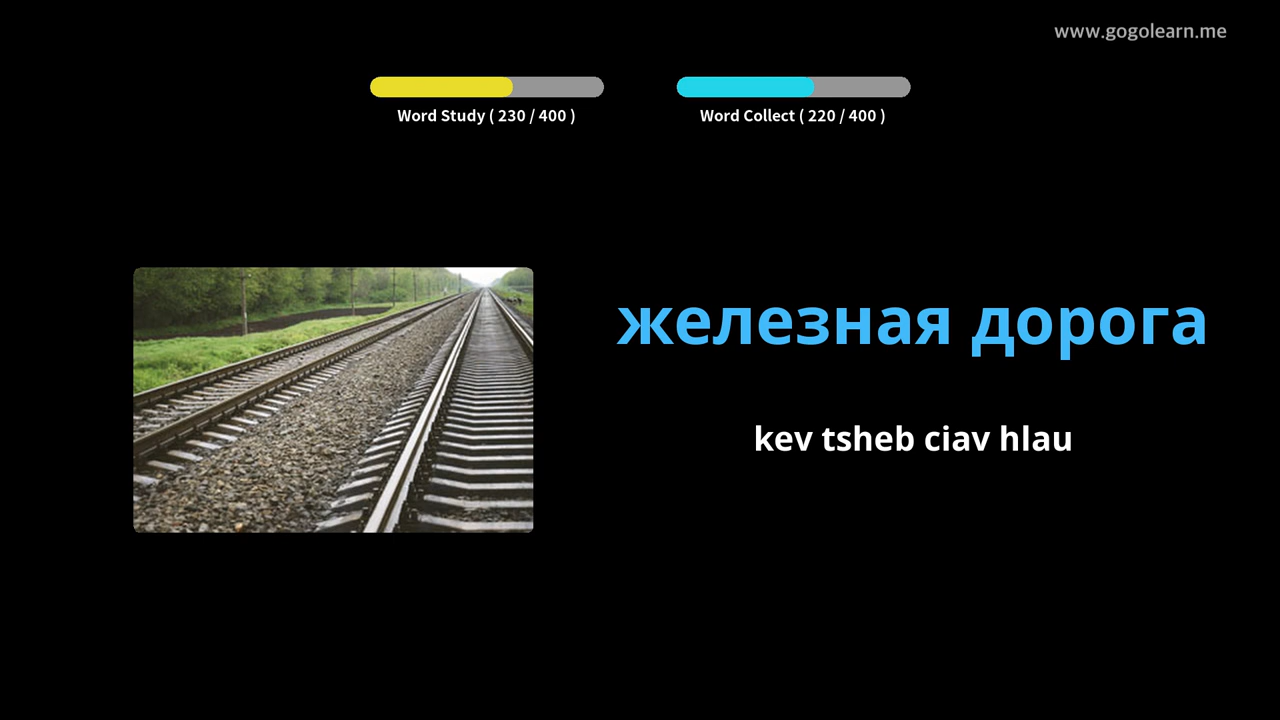 www.gogolearn.me
Word Study ( 230 / 400 )
Word Collect ( 220 / 400 )
железная дорога
kev tsheb ciav hlau